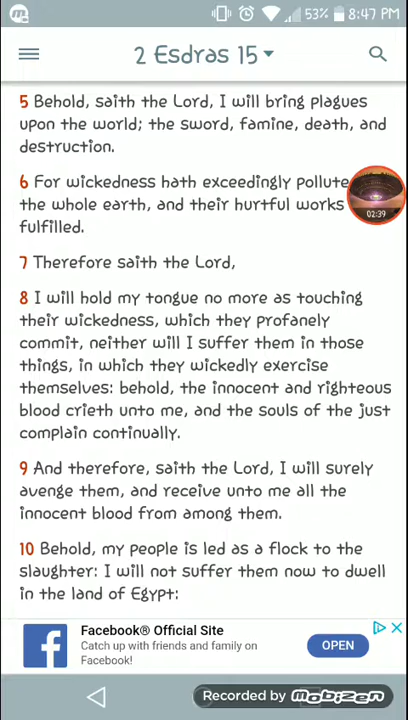 53% 8:47 PM
2 Esdras 15
5 Behold, saith the Lord, I will bring plagues
upon the world; the sword, famine, death, and
destruction.
6 For wickedness hath exceedingly pollute
the whole earth, and their hurtful works
fulfilled.
02:39
7 Therefore saith the Lord,
8 I will hold my tongue no more as touching
their wickedness, which they profanely
commit, neither will I suffer them in those
things, in which they wickedly exercise
themselves: behold, the innocent and righteous
blood crieth unto me, and the souls of the just
complain continually.
9 And therefore, saith the Lord, I will surely
avenge them, and receive unto me all the
innocent blood from among them.
10 Behold, my people is led as a flock to the
slaughter: I will not suffer them now to dwell
in the land of Egypt:
Facebook® Official Site
Catch up with friends and family on
Facebook!
OPEN
Recorded by mobizen